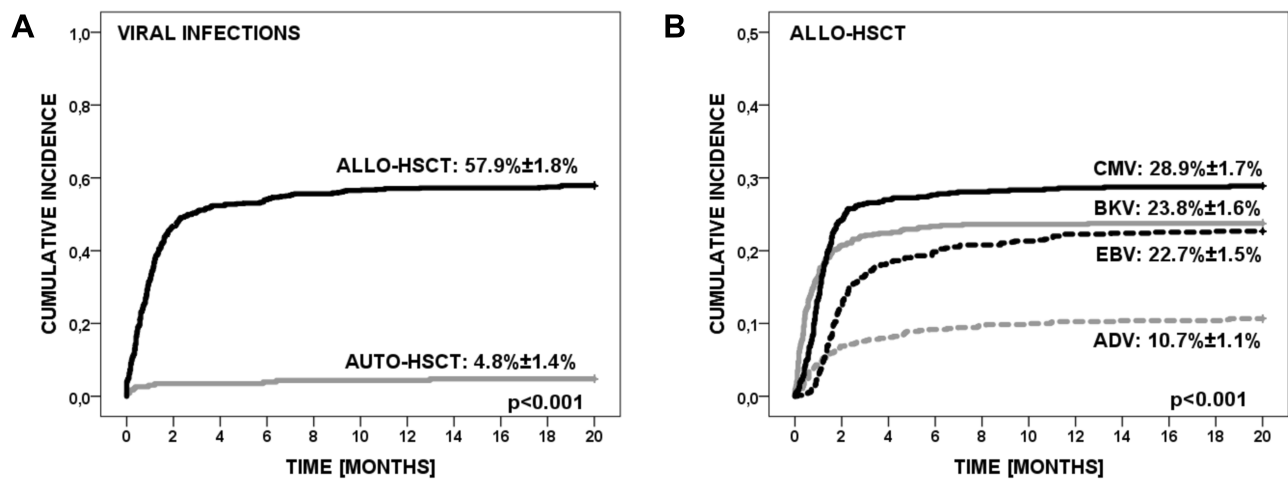 A
VIRAL INFECTIONS
CUMULATIVE INCIDENCE
1,0
0,8
0,6
0,4
0,2
0,0
ALLO-HSCT: 57.9%±1.8%
AUTO-HSCT: 4.8%±1.4%
p<0.001
0 2 4 6 8 10 12 14 16 18 20
TIME [MONTHS]
B
ALLO-HSCT
CUMULATIVE INCIDENCE
0,5
0,4
0,3
0,2
0,1
0,0
CMV: 28.9%±1.7%
BKV: 23.8%±1.6%
EBV: 22.7%±1.5%
ADV: 10.7%±1.1%
p<0.001
0 2 4 6 8 10 12 14 16 18 20
TIME [MONTHS]